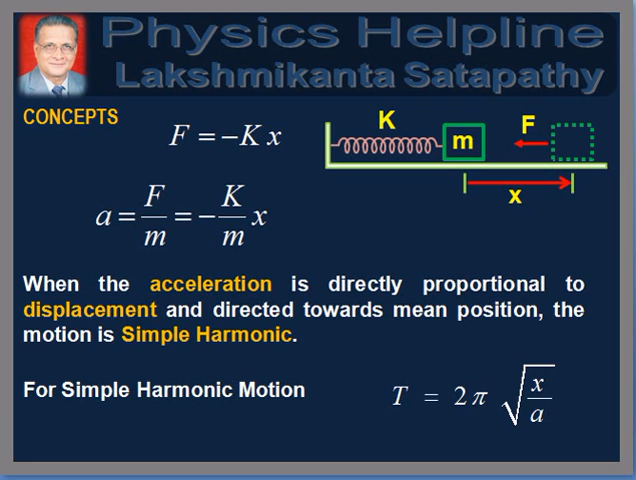 Physics Helpline
Lakshmikanta Satapathy
CONCEPTS
F = −K x
K
m
F
x
a = F/m = − K/m x
When the acceleration is directly proportional to
displacement and directed towards mean position, the
motion is Simple Harmonic.
For Simple Harmonic Motion
T = 2 π √(x/a)